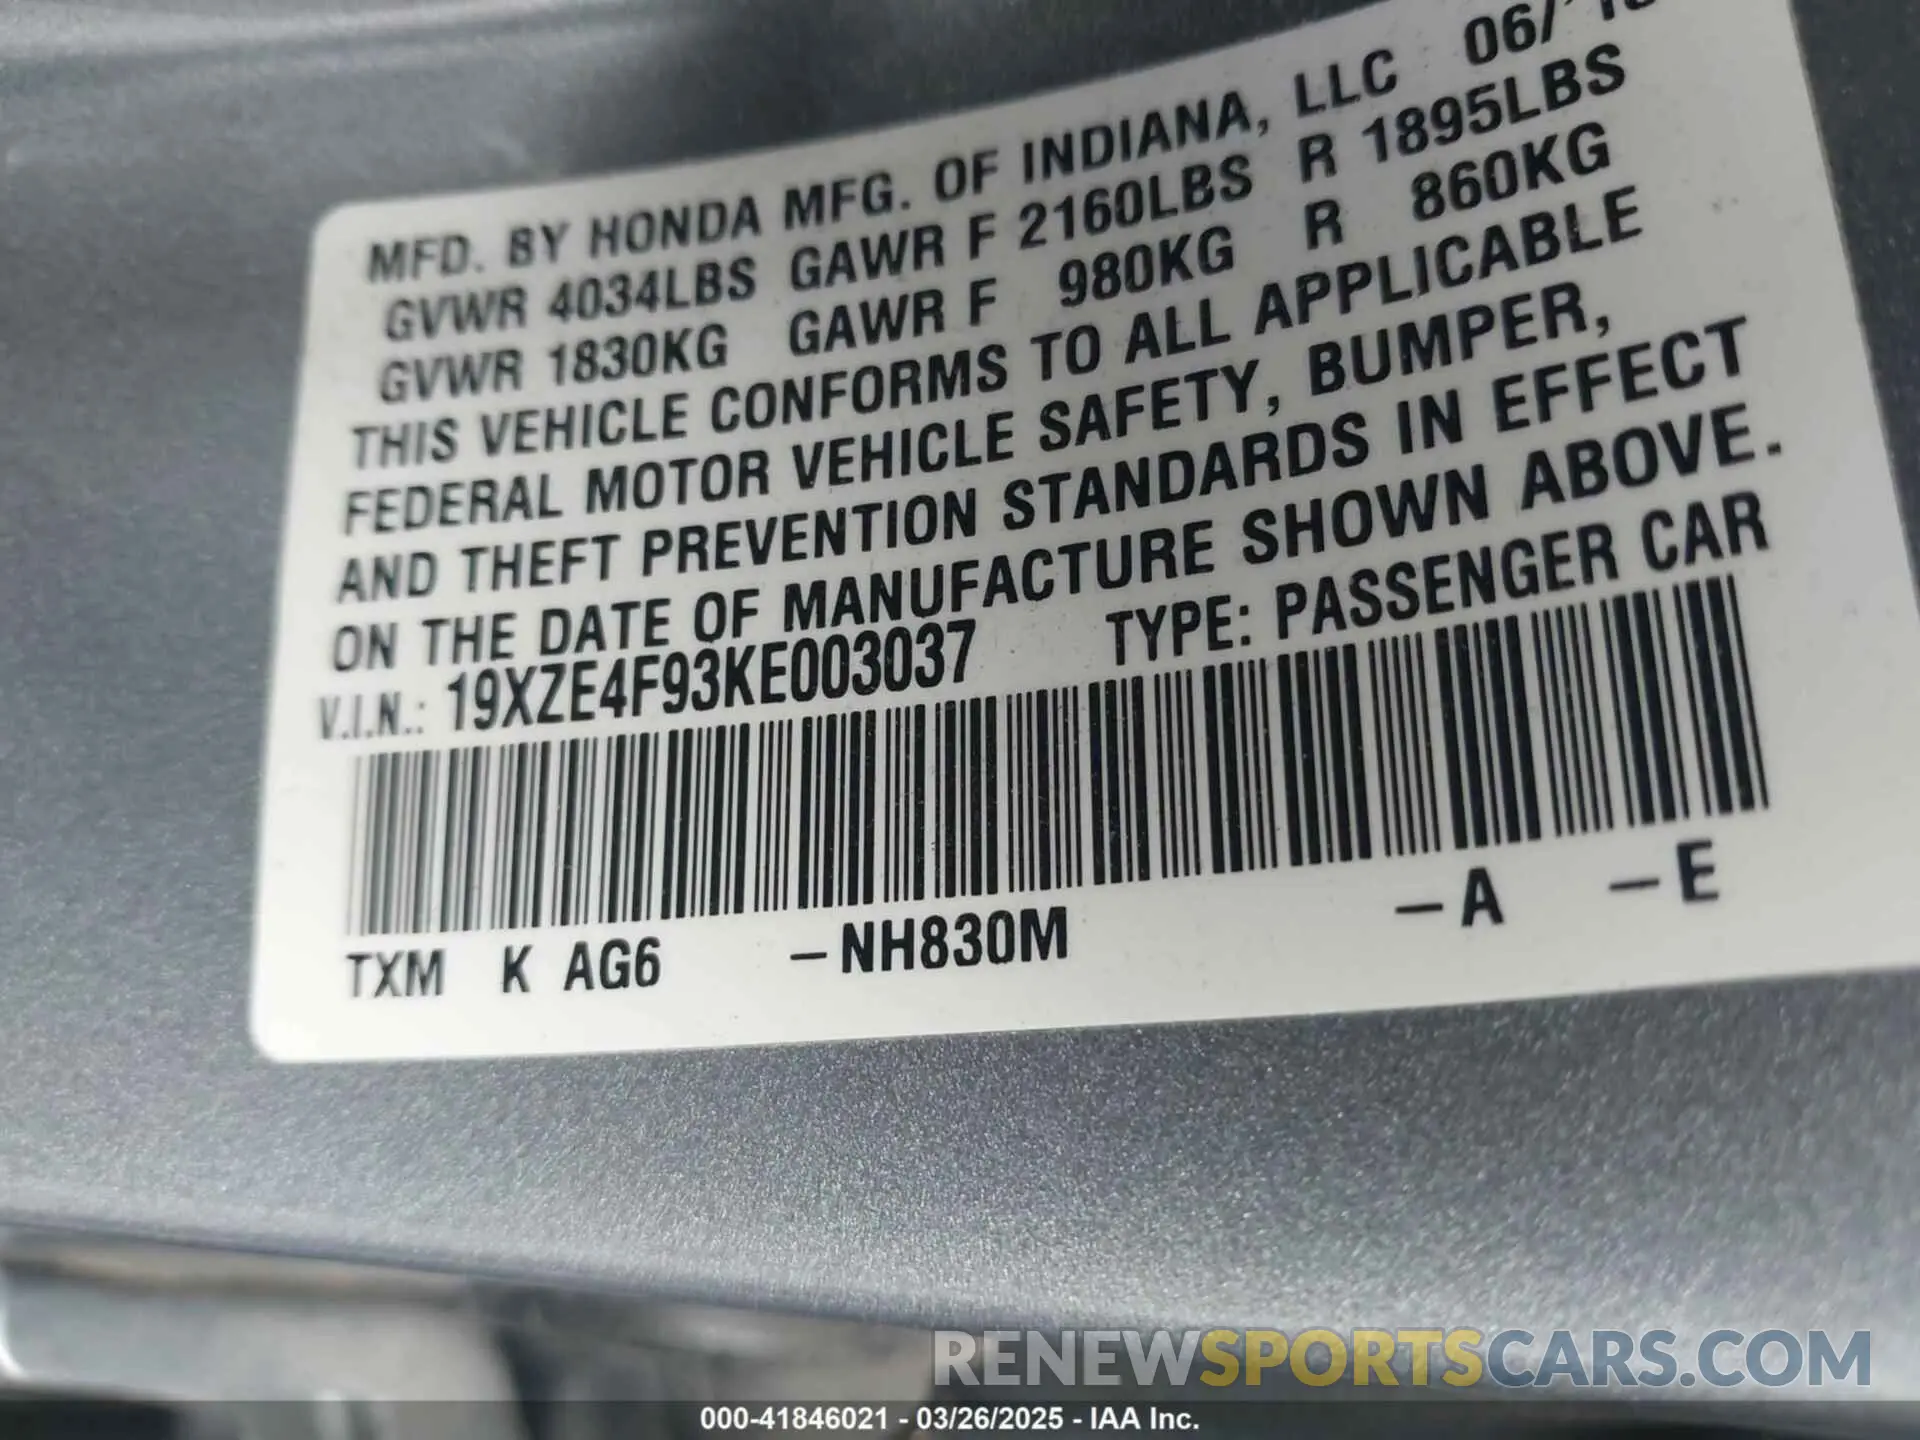 MFD. BY HONDA MFG. OF INDIANA, LLC 06/
GVWR 4034LBS GAWR F 2160LBS R 1895LBS
GVWR 1830KG GAWR F 980KG R 860KG
THIS VEHICLE CONFORMS TO ALL APPLICABLE
FEDERAL MOTOR VEHICLE SAFETY, BUMPER,
AND THEFT PREVENTION STANDARDS IN EFFECT
ON THE DATE OF MANUFACTURE SHOWN ABOVE.
V.I.N.: 19XZE4F93KE003037 TYPE: PASSENGER CAR
TXM K AG6 –NH830M –A –E
RENEWSPORTSCARS.COM
000-41846021 - 03/26/2025 - IAA Inc.